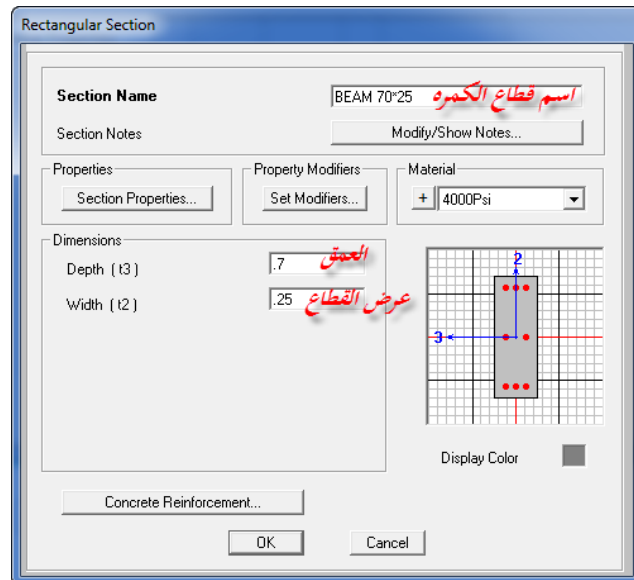 Rectangular Section
Section Name BEAM 70*25 اسم قطاع الكمره
Section Notes Modify/Show Notes...
Properties Property Modifiers Material
Section Properties... Set Modifiers... + 4000Psi
Dimensions
Depth ( t3 ) .7 العمق
Width ( t2 ) .25 عرض القطاع
2
3
Display Color
Concrete Reinforcement...
OK Cancel